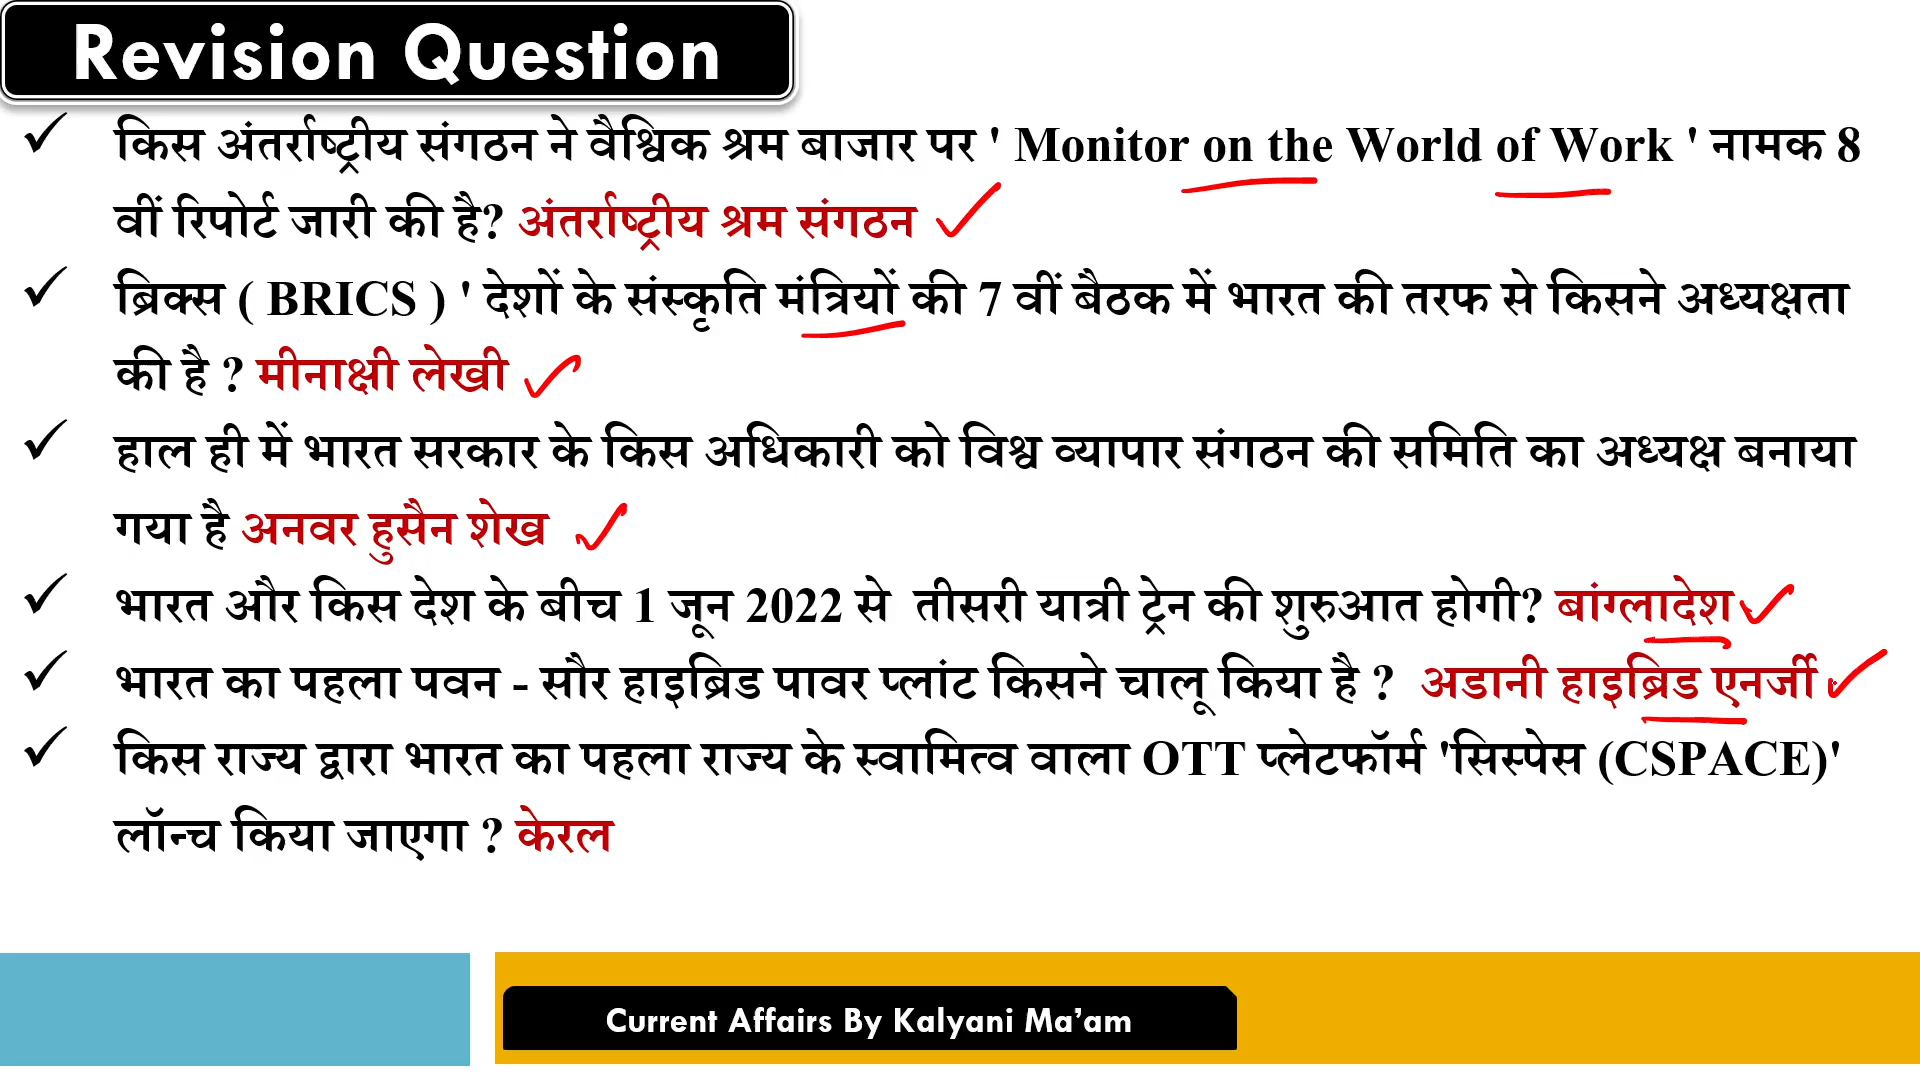 Revision Question
✓ किस अंतर्राष्ट्रीय संगठन ने वैश्विक श्रम बाजार पर ' Monitor on the World of Work ' नामक 8
वीं रिपोर्ट जारी की है? अंतर्राष्ट्रीय श्रम संगठन
✓ ब्रिक्स ( BRICS ) ' देशों के संस्कृति मंत्रियों की 7 वीं बैठक में भारत की तरफ से किसने अध्यक्षता
की है ? मीनाक्षी लेखी
✓ हाल ही में भारत सरकार के किस अधिकारी को विश्व व्यापार संगठन की समिति का अध्यक्ष बनाया
गया है अनवर हुसैन शेख
✓ भारत और किस देश के बीच 1 जून 2022 से तीसरी यात्री ट्रेन की शुरुआत होगी? बांग्लादेश
✓ भारत का पहला पवन - सौर हाइब्रिड पावर प्लांट किसने चालू किया है ? अडानी हाइब्रिड एनर्जी
✓ किस राज्य द्वारा भारत का पहला राज्य के स्वामित्व वाला OTT प्लेटफॉर्म 'सिस्पेस (CSPACE)'
लॉन्च किया जाएगा ? केरल
Current Affairs By Kalyani Ma’am